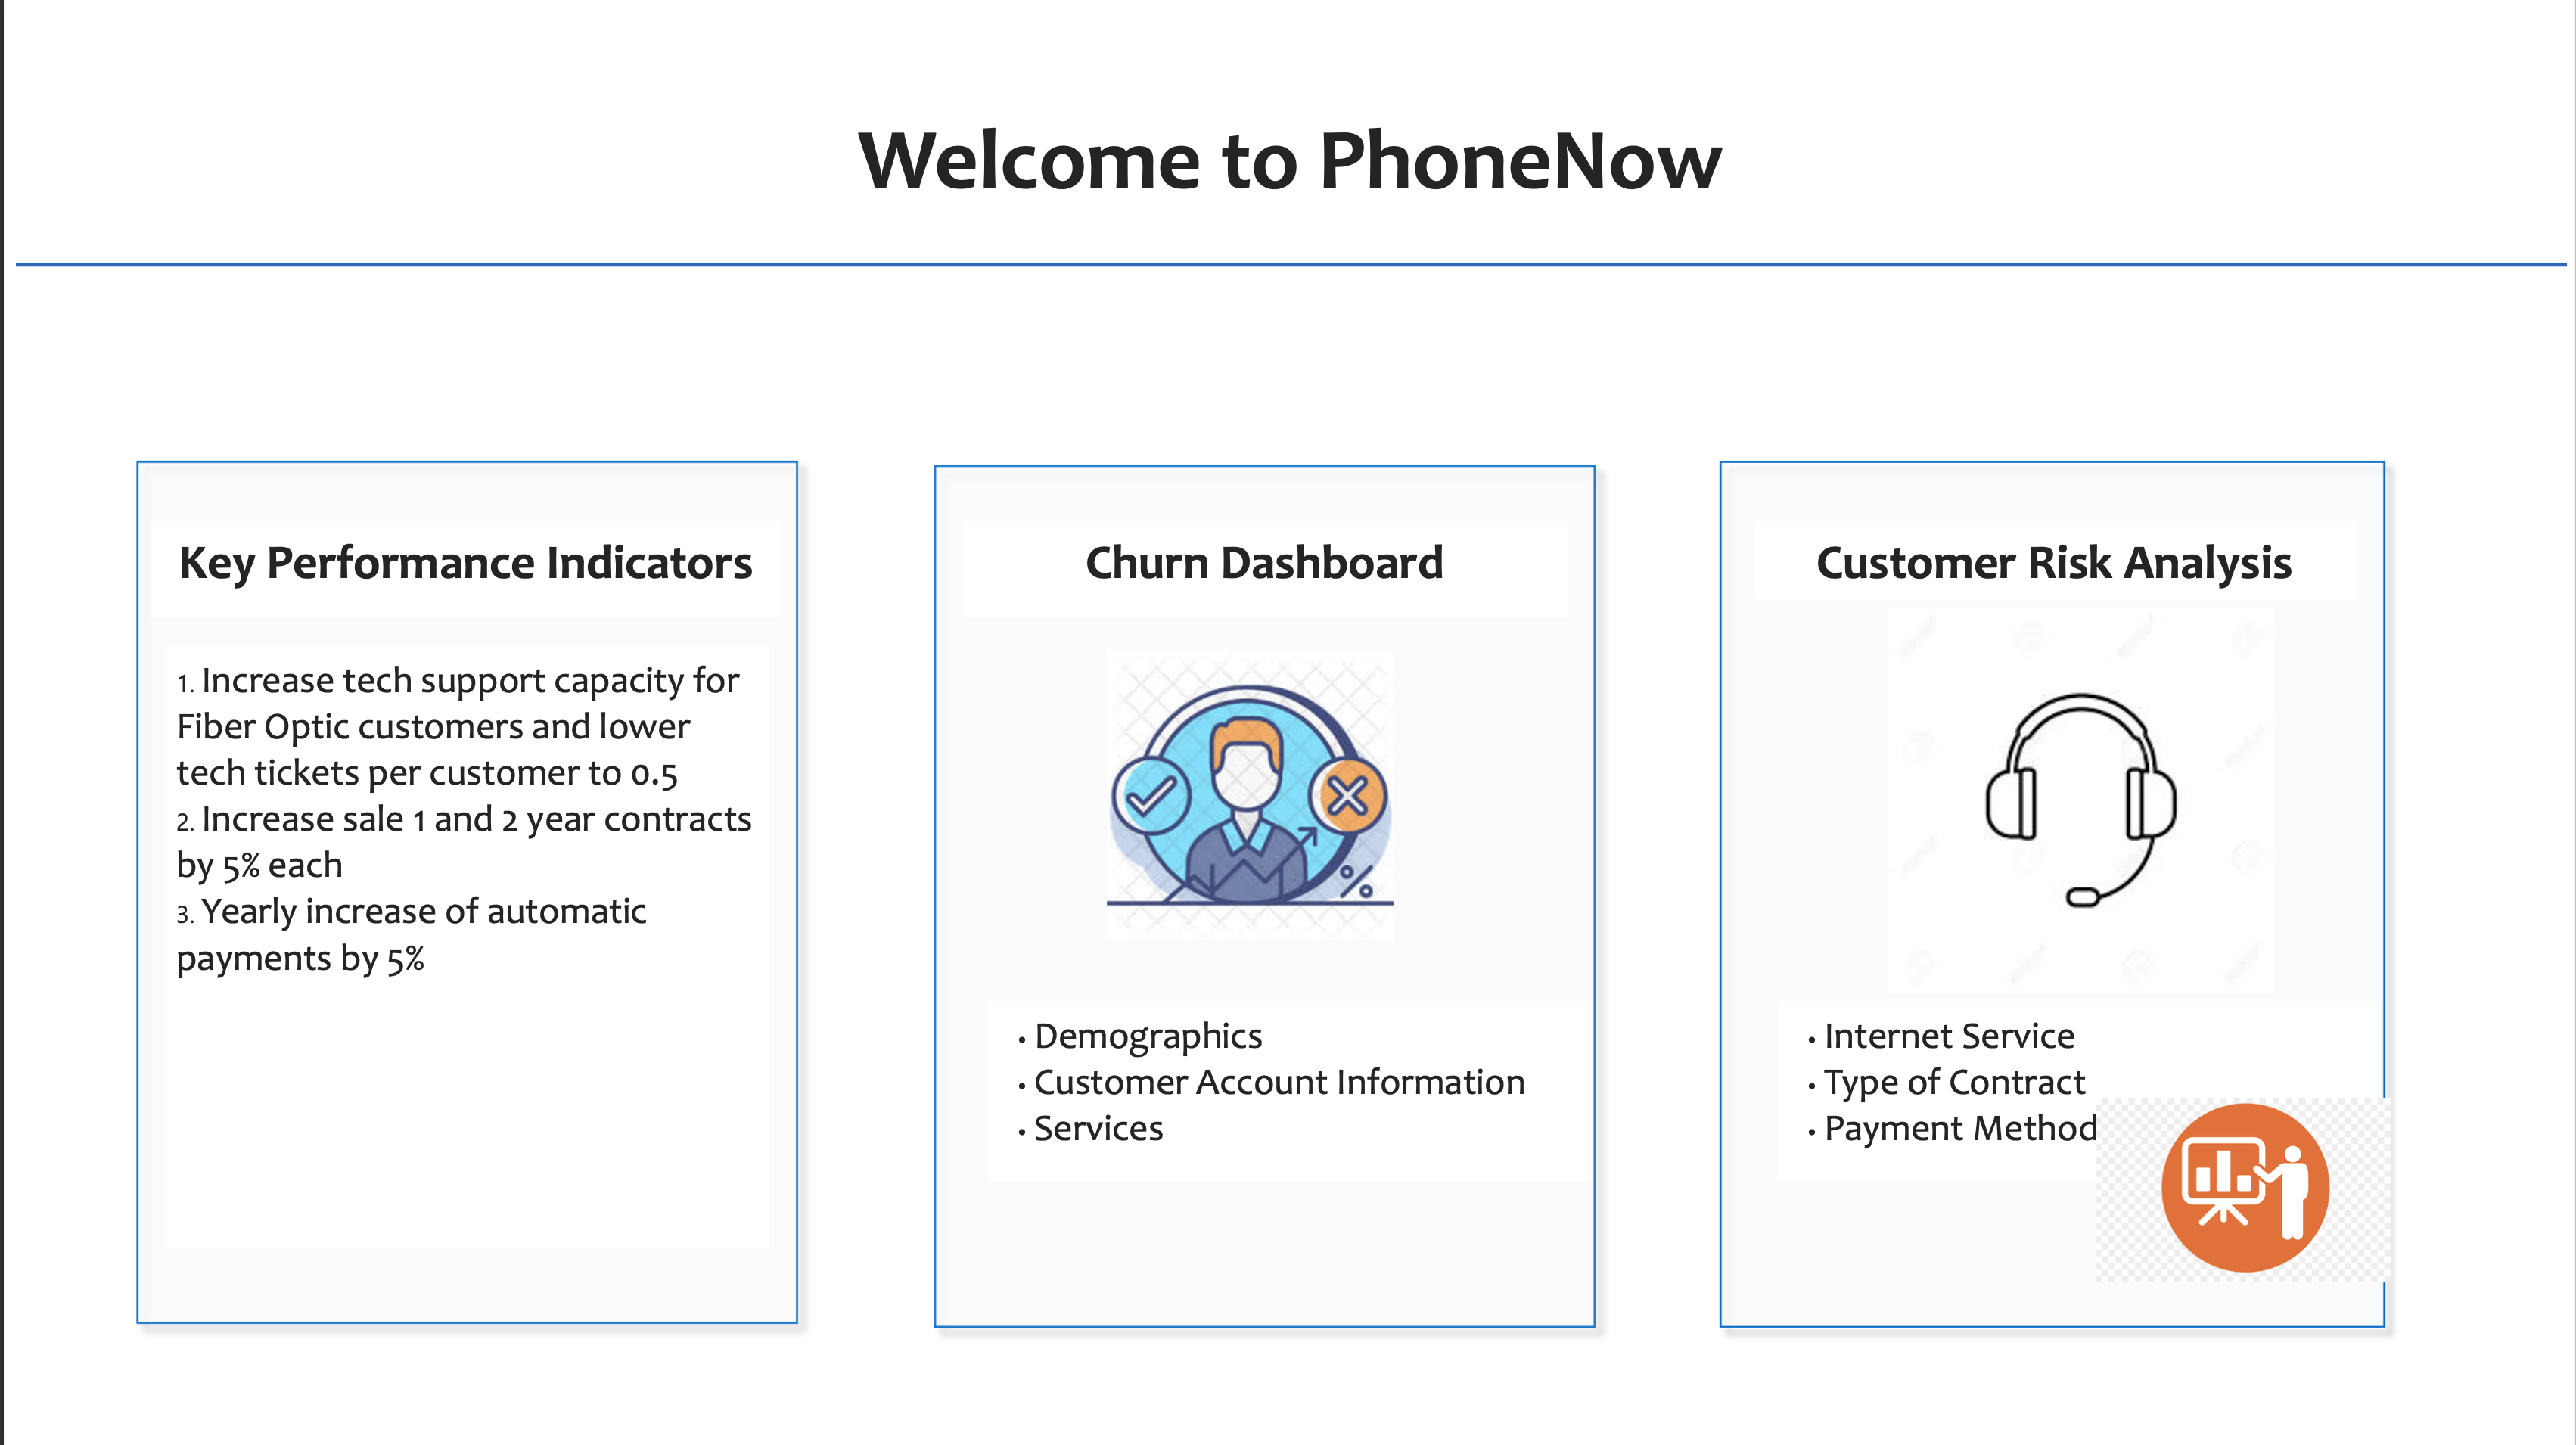 Welcome to PhoneNow
Key Performance Indicators
1. Increase tech support capacity for
Fiber Optic customers and lower
tech tickets per customer to 0.5
2. Increase sale 1 and 2 year contracts
by 5% each
3. Yearly increase of automatic
payments by 5%
Churn Dashboard
%
• Demographics
• Customer Account Information
• Services
Customer Risk Analysis
• Internet Service
• Type of Contract
• Payment Method